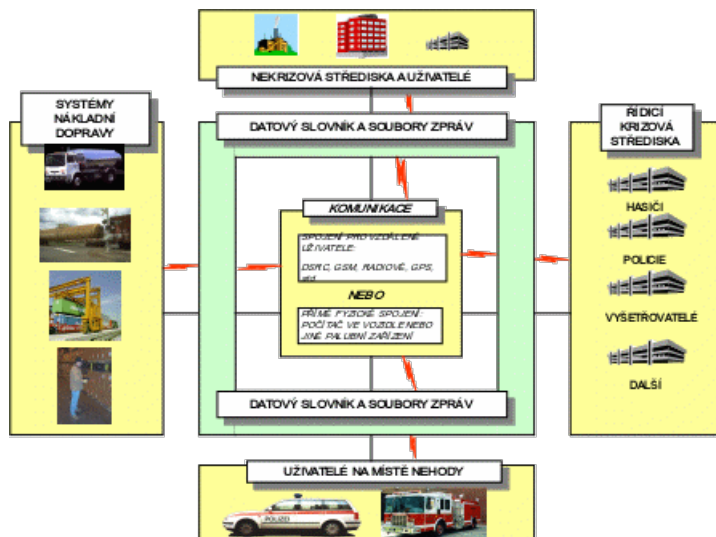 NEKRIZOVÁ STŘEDISKA A UŽIVATELÉ
SYSTÉMY
NÁKLADNÍ
DOPRAVY
DATOVÝ SLOVNÍK A SOUBORY ZPRÁV
ŘÍDICÍ
KRIZOVÁ
STŘEDISKA
HASIČI
POLICIE
VYŠETŘOVATELÉ
DALŠÍ
KOMUNIKACE
SPOJENÍ PRO VZDÁLENÉ
UŽIVATELE:
DSRC, GSM, RADIOVÉ, GPS,
atd.
NEBO
PŘÍMÉ FYZICKÉ SPOJENÍ:
POČÍTAČ VE VOZIDLE NEBO
JINÉ PALUBNÍ ZAŘÍZENÍ
DATOVÝ SLOVNÍK A SOUBORY ZPRÁV
UŽIVATELÉ NA MÍSTĚ NEHODY
POLIZEI